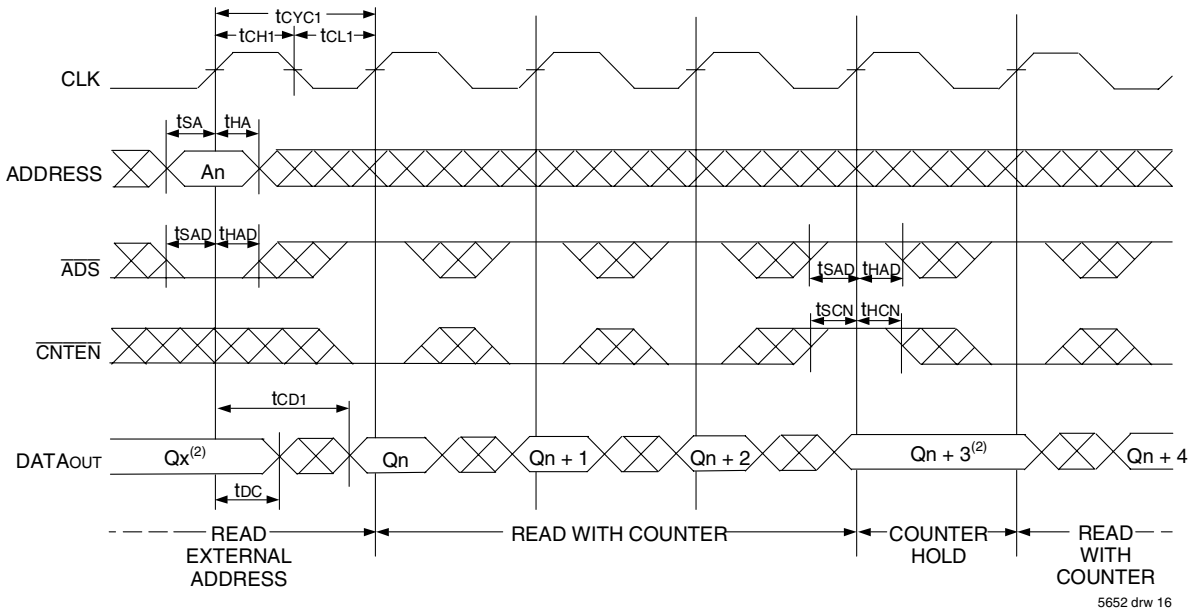 tCYC1
tCH1 tCL1
CLK
tSA tHA
ADDRESS An
tSAD tHAD
ADS
tSAD tHAD
tSCN tHCN
CNTEN
tCD1
DATAOUT Qx(2) Qn Qn + 1 Qn + 2 Qn + 3(2) Qn + 4
tDC
READ EXTERNAL ADDRESS
READ WITH COUNTER
COUNTER HOLD
READ WITH COUNTER
5652 drw 16